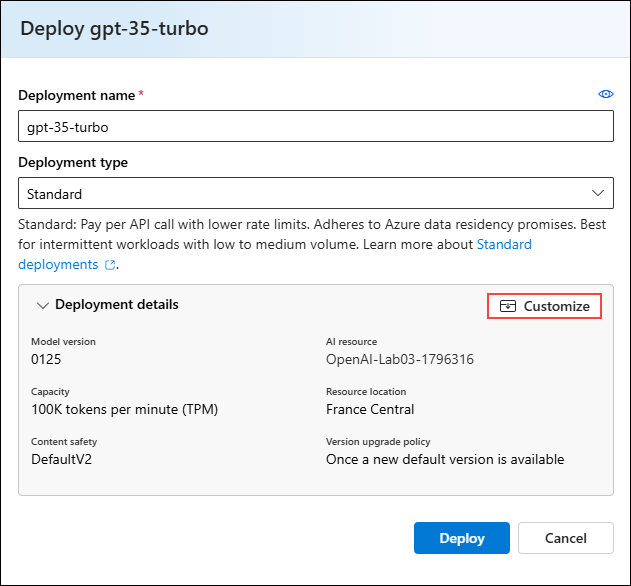 Deploy gpt-35-turbo
Deployment name *
gpt-35-turbo
Deployment type
Standard
Standard: Pay per API call with lower rate limits. Adheres to Azure data residency promises. Best
for intermittent workloads with low to medium volume. Learn more about Standard
deployments.
Deployment details
Customize
Model version
0125
AI resource
OpenAI-Lab03-1796316
Capacity
100K tokens per minute (TPM)
Resource location
France Central
Content safety
DefaultV2
Version upgrade policy
Once a new default version is available
Deploy
Cancel